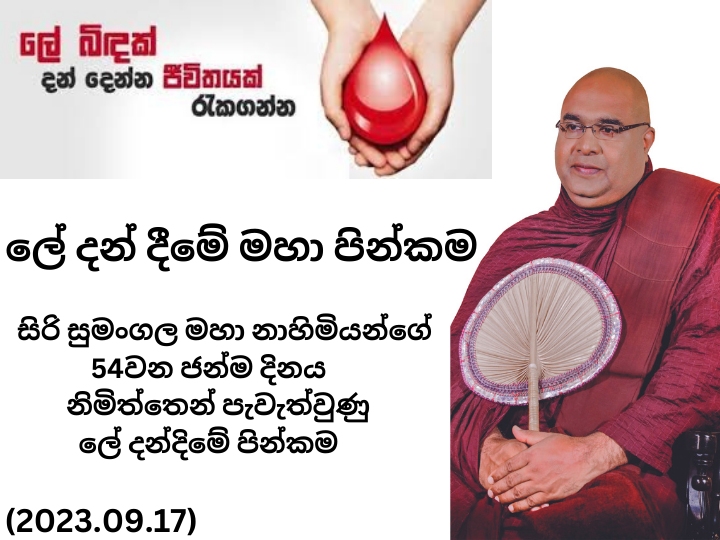 ලේ බිඳක්
දන් දෙන්න ජීවිතයක්
රැකගන්න
ලේ දන් දීමේ මහා පින්කම
සිරි සුමංගල මහා නාහිමියන්ගේ
54වන ජන්ම දිනය
නිමිත්තෙන් පැවැත්වුණු
ලේ දන්දිමේ පින්කම
(2023.09.17)